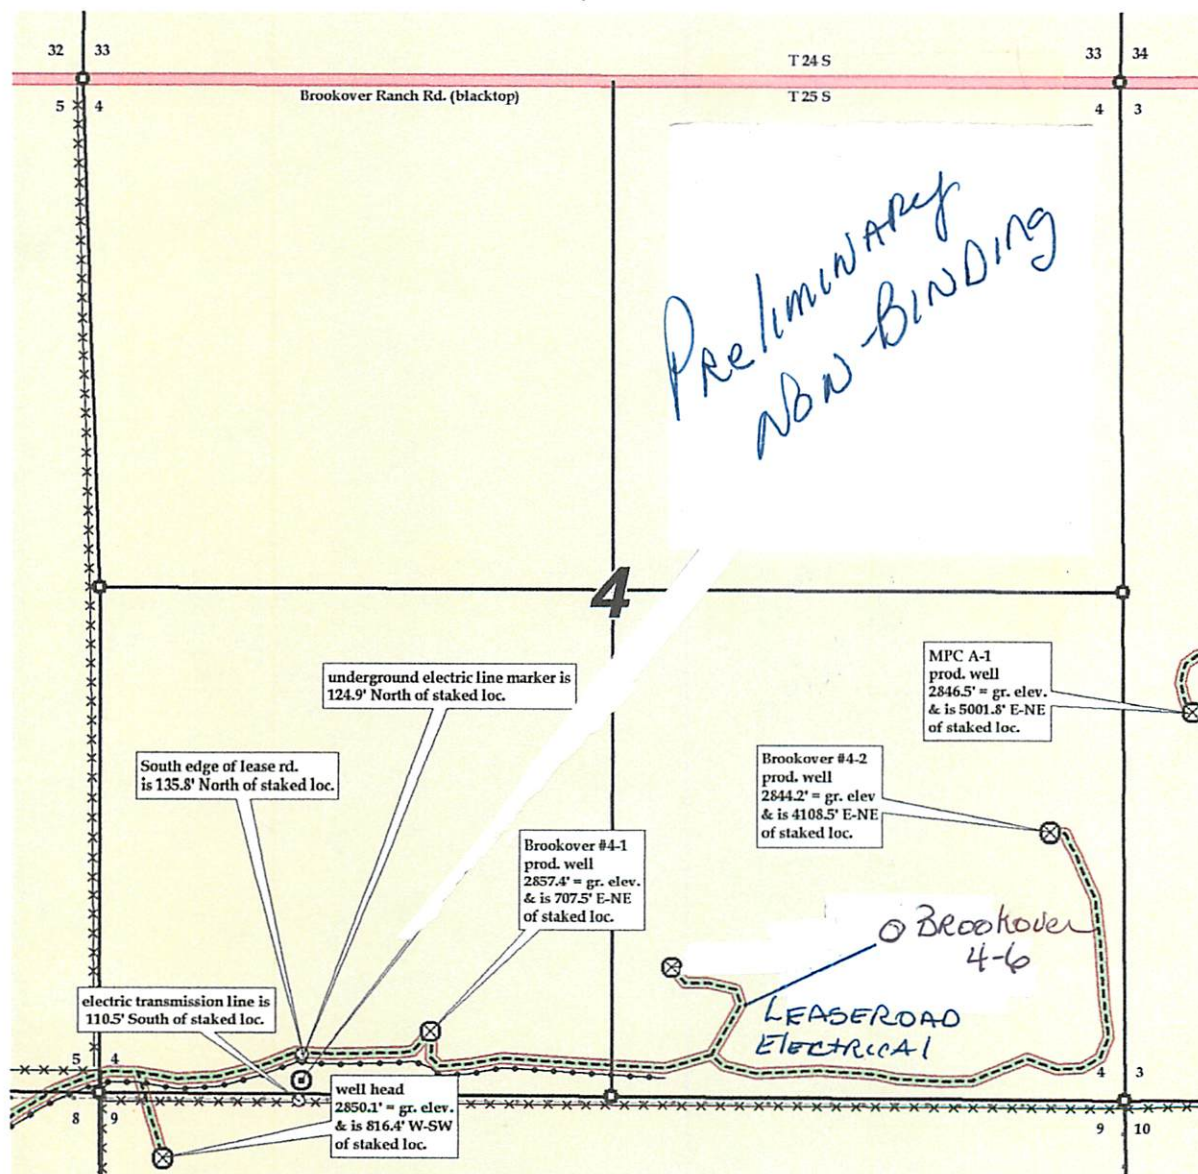 32 33
33 34
T 24 S
5 4
Brookover Ranch Rd. (blacktop)
T 25 S
4 3
PReliminARy
NON-BINDing
4
underground electric line marker is
124.9' North of staked loc.
MPC A-1
prod. well
2846.5' = gr. elev.
& is 5001.8' E-NE
of staked loc.
South edge of lease rd.
is 135.8' North of staked loc.
Brookover #4-2
prod. well
2844.2' = gr. elev
& is 4108.5' E-NE
of staked loc.
Brookover #4-1
prod. well
2857.4' = gr. elev.
& is 707.5' E-NE
of staked loc.
BRookover
4-6
electric transmission line is
110.5' South of staked loc.
LEASEROAD
ElECTRICAl
5 4
4 3
well head
2850.1' = gr. elev.
& is 816.4' W-SW
of staked loc.
8 9
9 10